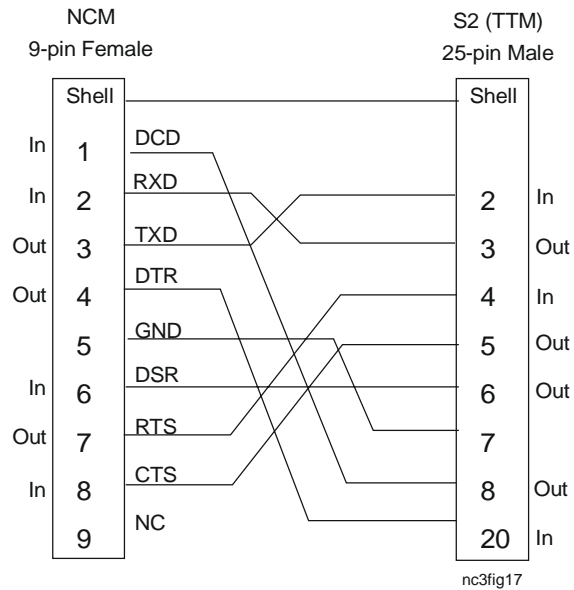 NCM
9-pin Female
S2 (TTM)
25-pin Male
Shell
Shell
In 1 DCD
In 2 RXD
2 In
Out 3 TXD
3 Out
Out 4 DTR
4 In
5 GND
5 Out
In 6 DSR
6 Out
Out 7 RTS
7
In 8 CTS
8 Out
9 NC
20 In
nc3fig17